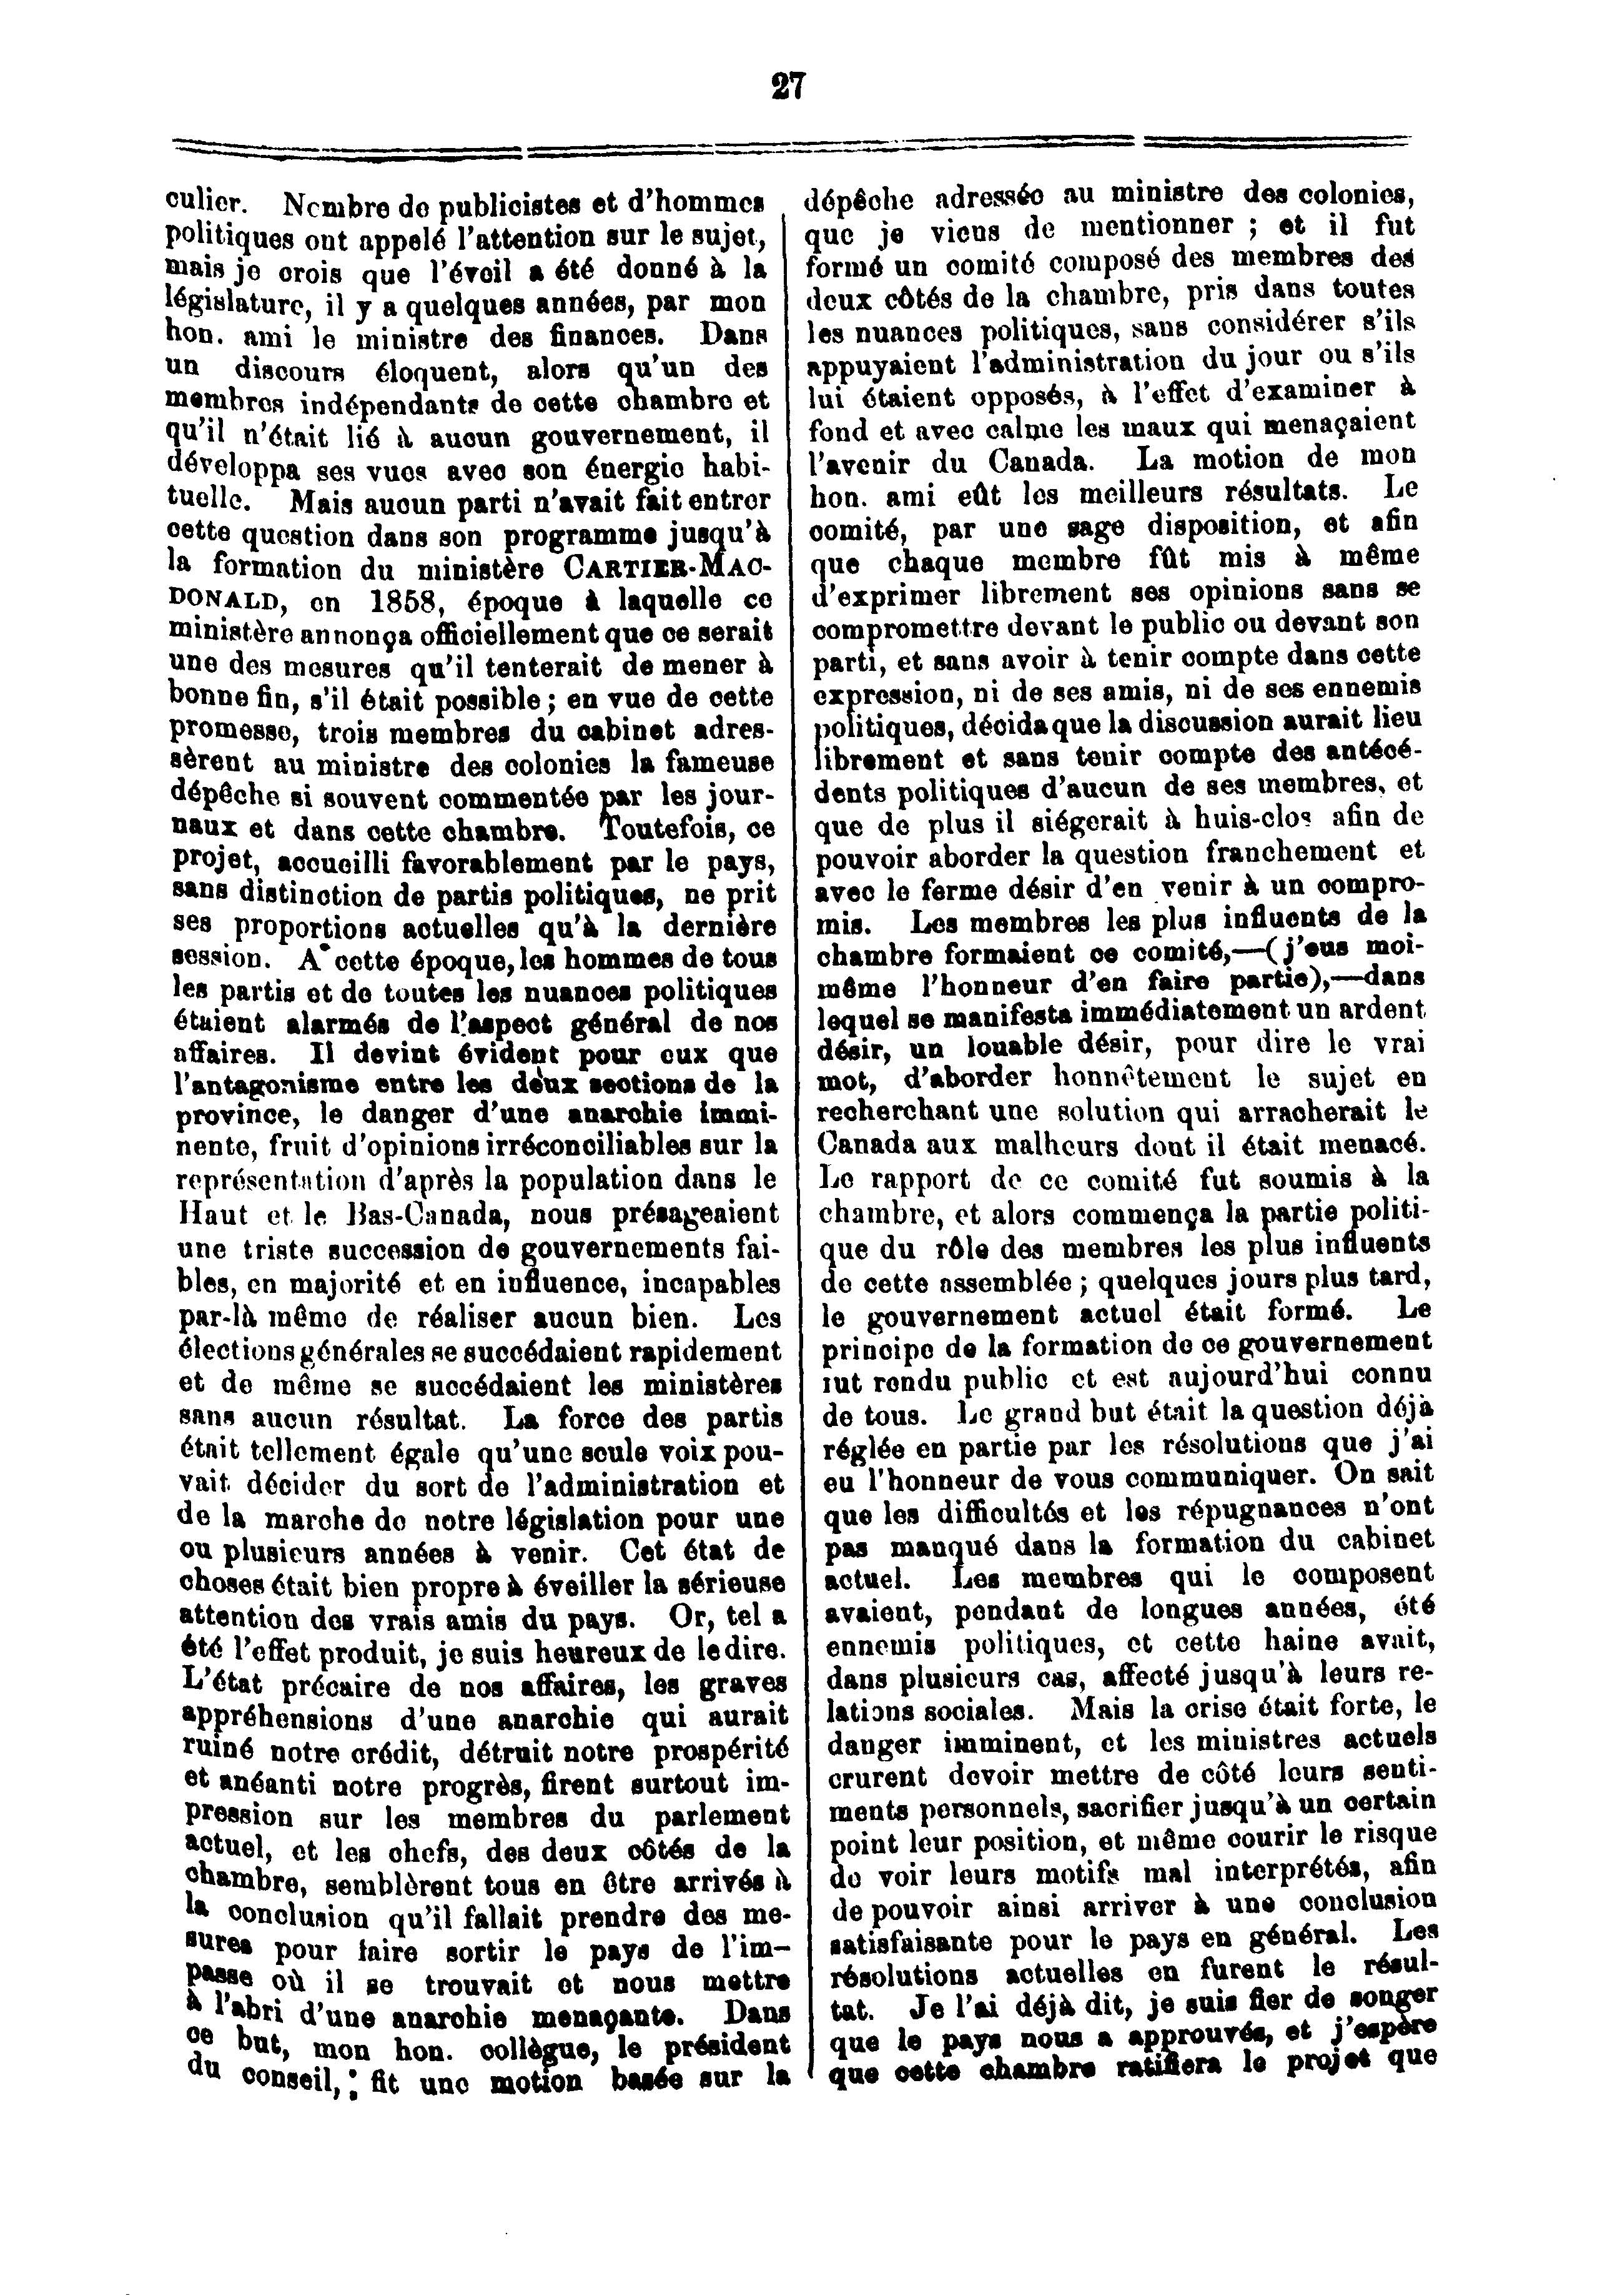 27
culier. Nombre de publicistes et d'hommes
politiques ont appelé l'attention sur le sujet,
mais je crois que l'éveil a été donné à la
législature, il y a quelques années, par mon
hon. ami le ministre des finances. Dans
un discours éloquent, alors qu'un des
membres indépendants de cette chambre et
qu'il n'était lié à aucun gouvernement, il
développa ses vues avec son énergie habi-
tuelle. Mais aucun parti n'avait fait entrer
cette question dans son programme jusqu'à
la formation du ministère CARTIER-MAC-
DONALD, en 1858, époque à laquelle ce
ministère annonça officiellement que ce serait
une des mesures qu'il tenterait de mener à
bonne fin, s'il était possible ; en vue de cette
promesse, trois membres du cabinet adres-
sèrent au ministre des colonies la fameuse
dépêche si souvent commentée par les jour-
naux et dans cette chambre. Toutefois, ce
projet, accueilli favorablement par le pays,
sans distinction de partis politiques, ne prit
ses proportions actuelles qu'à la dernière
session. A cette époque, les hommes de tous
les partis et de toutes les nuances politiques
étaient alarmés de l'aspect général de nos
affaires. Il devint évident pour eux que
l'antagonisme entre les deux sections de la
province, le danger d'une anarchie immi-
nente, fruit d'opinions irréconciliables sur la
représentation d'après la population dans le
Haut et le Bas-Canada, nous présageaient
une triste succession de gouvernements fai-
bles, en majorité et en influence, incapables
par-là même de réaliser aucun bien. Les
élections générales se succédaient rapidement
et de même se succédaient les ministères
sans aucun résultat. La force des partis
était tellement égale qu'une seule voix pou-
vait décider du sort de l'administration et
de la marche de notre législation pour une
ou plusieurs années à venir. Cet état de
choses était bien propre à éveiller la sérieuse
attention des vrais amis du pays. Or, tel a
été l'effet produit, je suis heureux de le dire.
L'état précaire de nos affaires, les graves
appréhensions d'une anarchie qui aurait
ruiné notre crédit, détruit notre prospérité
et anéanti notre progrès, firent surtout im-
pression sur les membres du parlement
actuel, et les chefs, des deux côtés de la
chambre, semblèrent tous en être arrivés à
la conclusion qu'il fallait prendre des me-
sures pour faire sortir le pays de l'im-
passe où il se trouvait et nous mettre
à l'abri d'une anarchie menaçante. Dans
ce but, mon hon. collègue, le président
du conseil, fit une motion basée sur la
dépêche adressée au ministre des colonies,
que je viens de mentionner ; et il fut
formé un comité composé des membres des
deux côtés de la chambre, pris dans toutes
les nuances politiques, sans considérer s'ils
appuyaient l'administration du jour ou s'ils
lui étaient opposés, à l'effet d'examiner à
fond et avec calme les maux qui menaçaient
l'avenir du Canada. La motion de mon
hon. ami eût les meilleurs résultats. Le
comité, par une sage disposition, et afin
que chaque membre fût mis à même
d'exprimer librement ses opinions sans se
compromettre devant le public ou devant son
parti, et sans avoir à tenir compte dans cette
expression, ni de ses amis, ni de ses ennemis
politiques, décida que la discussion aurait lieu
librement et sans tenir compte des antécé-
dents politiques d'aucun de ses membres, et
que de plus il siégerait à huis-clos afin de
pouvoir aborder la question franchement et
avec le ferme désir d'en venir à un compro-
mis. Les membres les plus influents de la
chambre formaient ce comité,—(j'eus moi-
même l'honneur d'en faire partie),—dans
lequel se manifesta immédiatement un ardent
désir, un louable désir, pour dire le vrai
mot, d'aborder honnêtement le sujet en
recherchant une solution qui arracherait le
Canada aux malheurs dont il était menacé.
Le rapport de ce comité fut soumis à la
chambre, et alors commença la partie politi-
que du rôle des membres les plus influents
de cette assemblée ; quelques jours plus tard,
le gouvernement actuel était formé. Le
principe de la formation de ce gouvernement
fut rendu public et est aujourd'hui connu
de tous. Le grand but était la question déjà
réglée en partie par les résolutions que j'ai
eu l'honneur de vous communiquer. On sait
que les difficultés et les répugnances n'ont
pas manqué dans la formation du cabinet
actuel. Les membres qui le composent
avaient, pendant de longues années, été
ennemis politiques, et cette haine avait,
dans plusieurs cas, affecté jusqu'à leurs re-
lations sociales. Mais la crise était forte, le
danger imminent, et les ministres actuels
crurent devoir mettre de côté leurs senti-
ments personnels, sacrifier jusqu'à un certain
point leur position, et même courir le risque
de voir leurs motifs mal interprétés, afin
de pouvoir ainsi arriver à une conclusion
satisfaisante pour le pays en général. Les
résolutions actuelles en furent le résul-
tat. Je l'ai déjà dit, je suis fier de songer
que le pays nous a approuvés, et j'espère
que cette chambre ratifiera le projet que